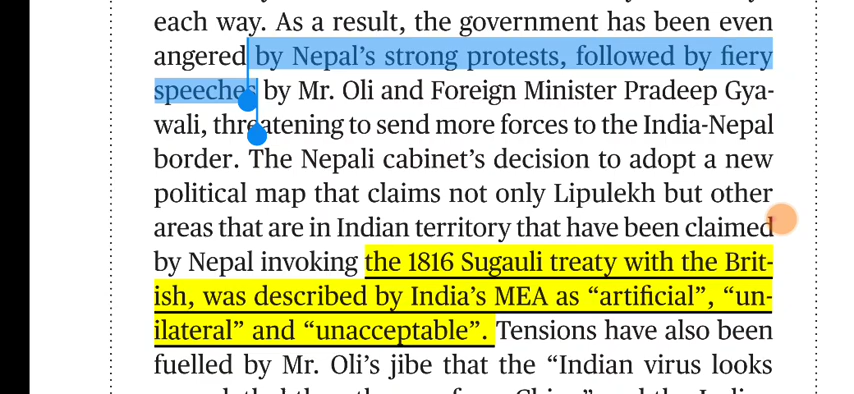 each way. As a result, the government has been even
angered by Nepal’s strong protests, followed by fiery
speeches by Mr. Oli and Foreign Minister Pradeep Gya-
wali, threatening to send more forces to the India-Nepal
border. The Nepali cabinet’s decision to adopt a new
political map that claims not only Lipulekh but other
areas that are in Indian territory that have been claimed
by Nepal invoking the 1816 Sugauli treaty with the Brit-
ish, was described by India’s MEA as “artificial”, “un-
ilateral” and “unacceptable”. Tensions have also been
fuelled by Mr. Oli’s jibe that the “Indian virus looks